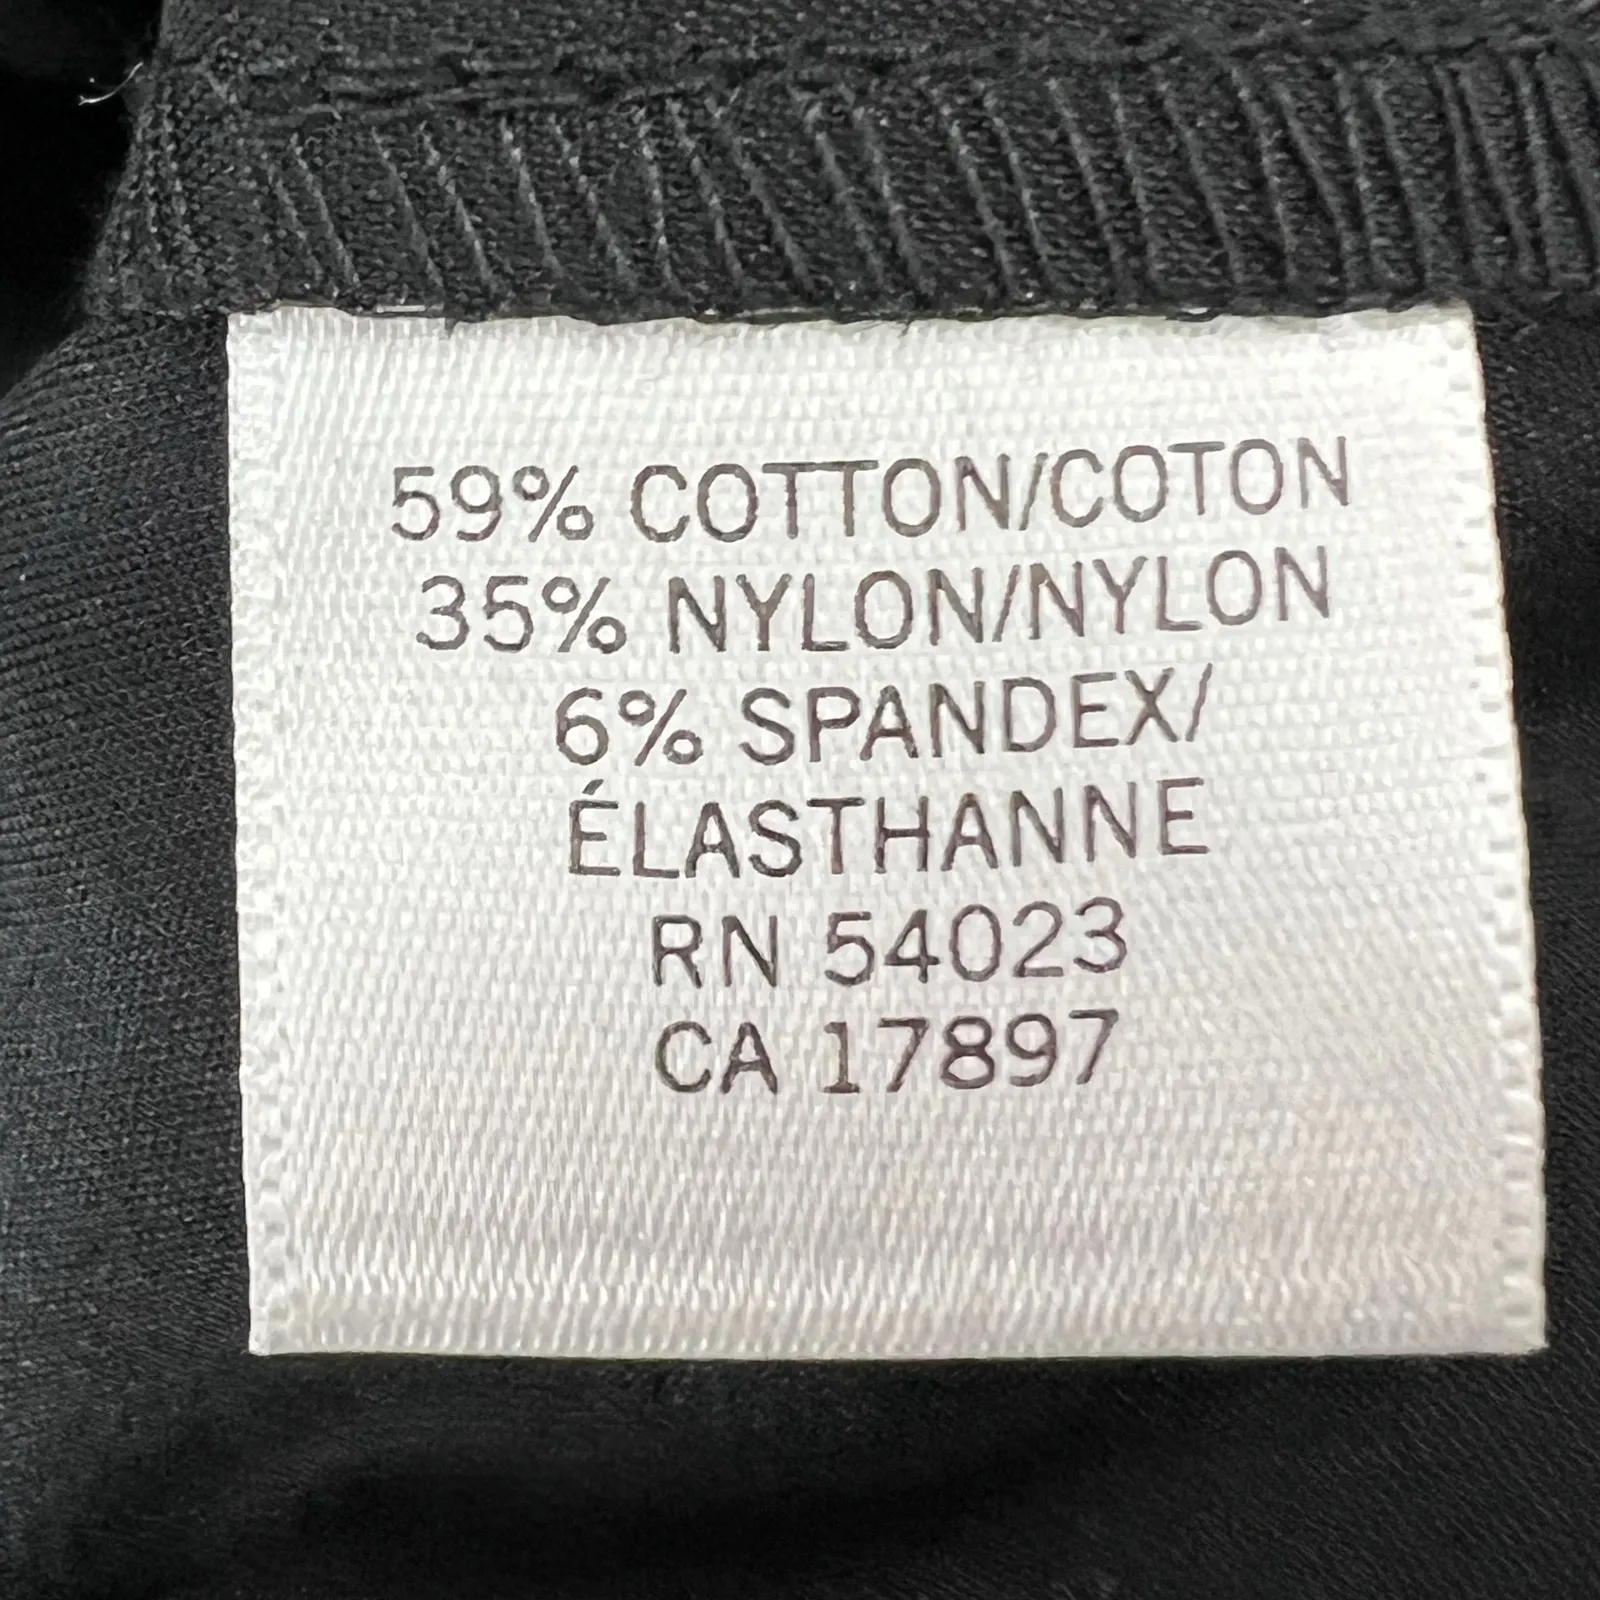 59% COTTON/COTON
35% NYLON/NYLON
6% SPANDEX/
ÉLASTHANNE
RN 54023
CA 17897